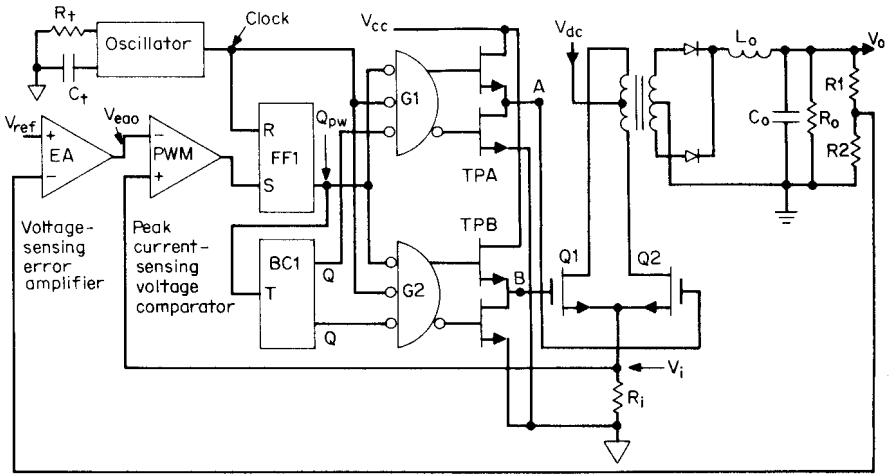 Rt
Oscillator
Clock
Ct
Vcc
Vdc
Lo
Vo
A
G1
R1
Vref
Veao
Qpw
Co
Ro
+
EA
−
−
PWM
+
R
FF1
S
R2
TPA
TPB
Voltage-
sensing
error
amplifier
Peak
current-
sensing
voltage
comparator
BC1
T
Q
Q
G2
B
Q1
Q2
Vi
Ri